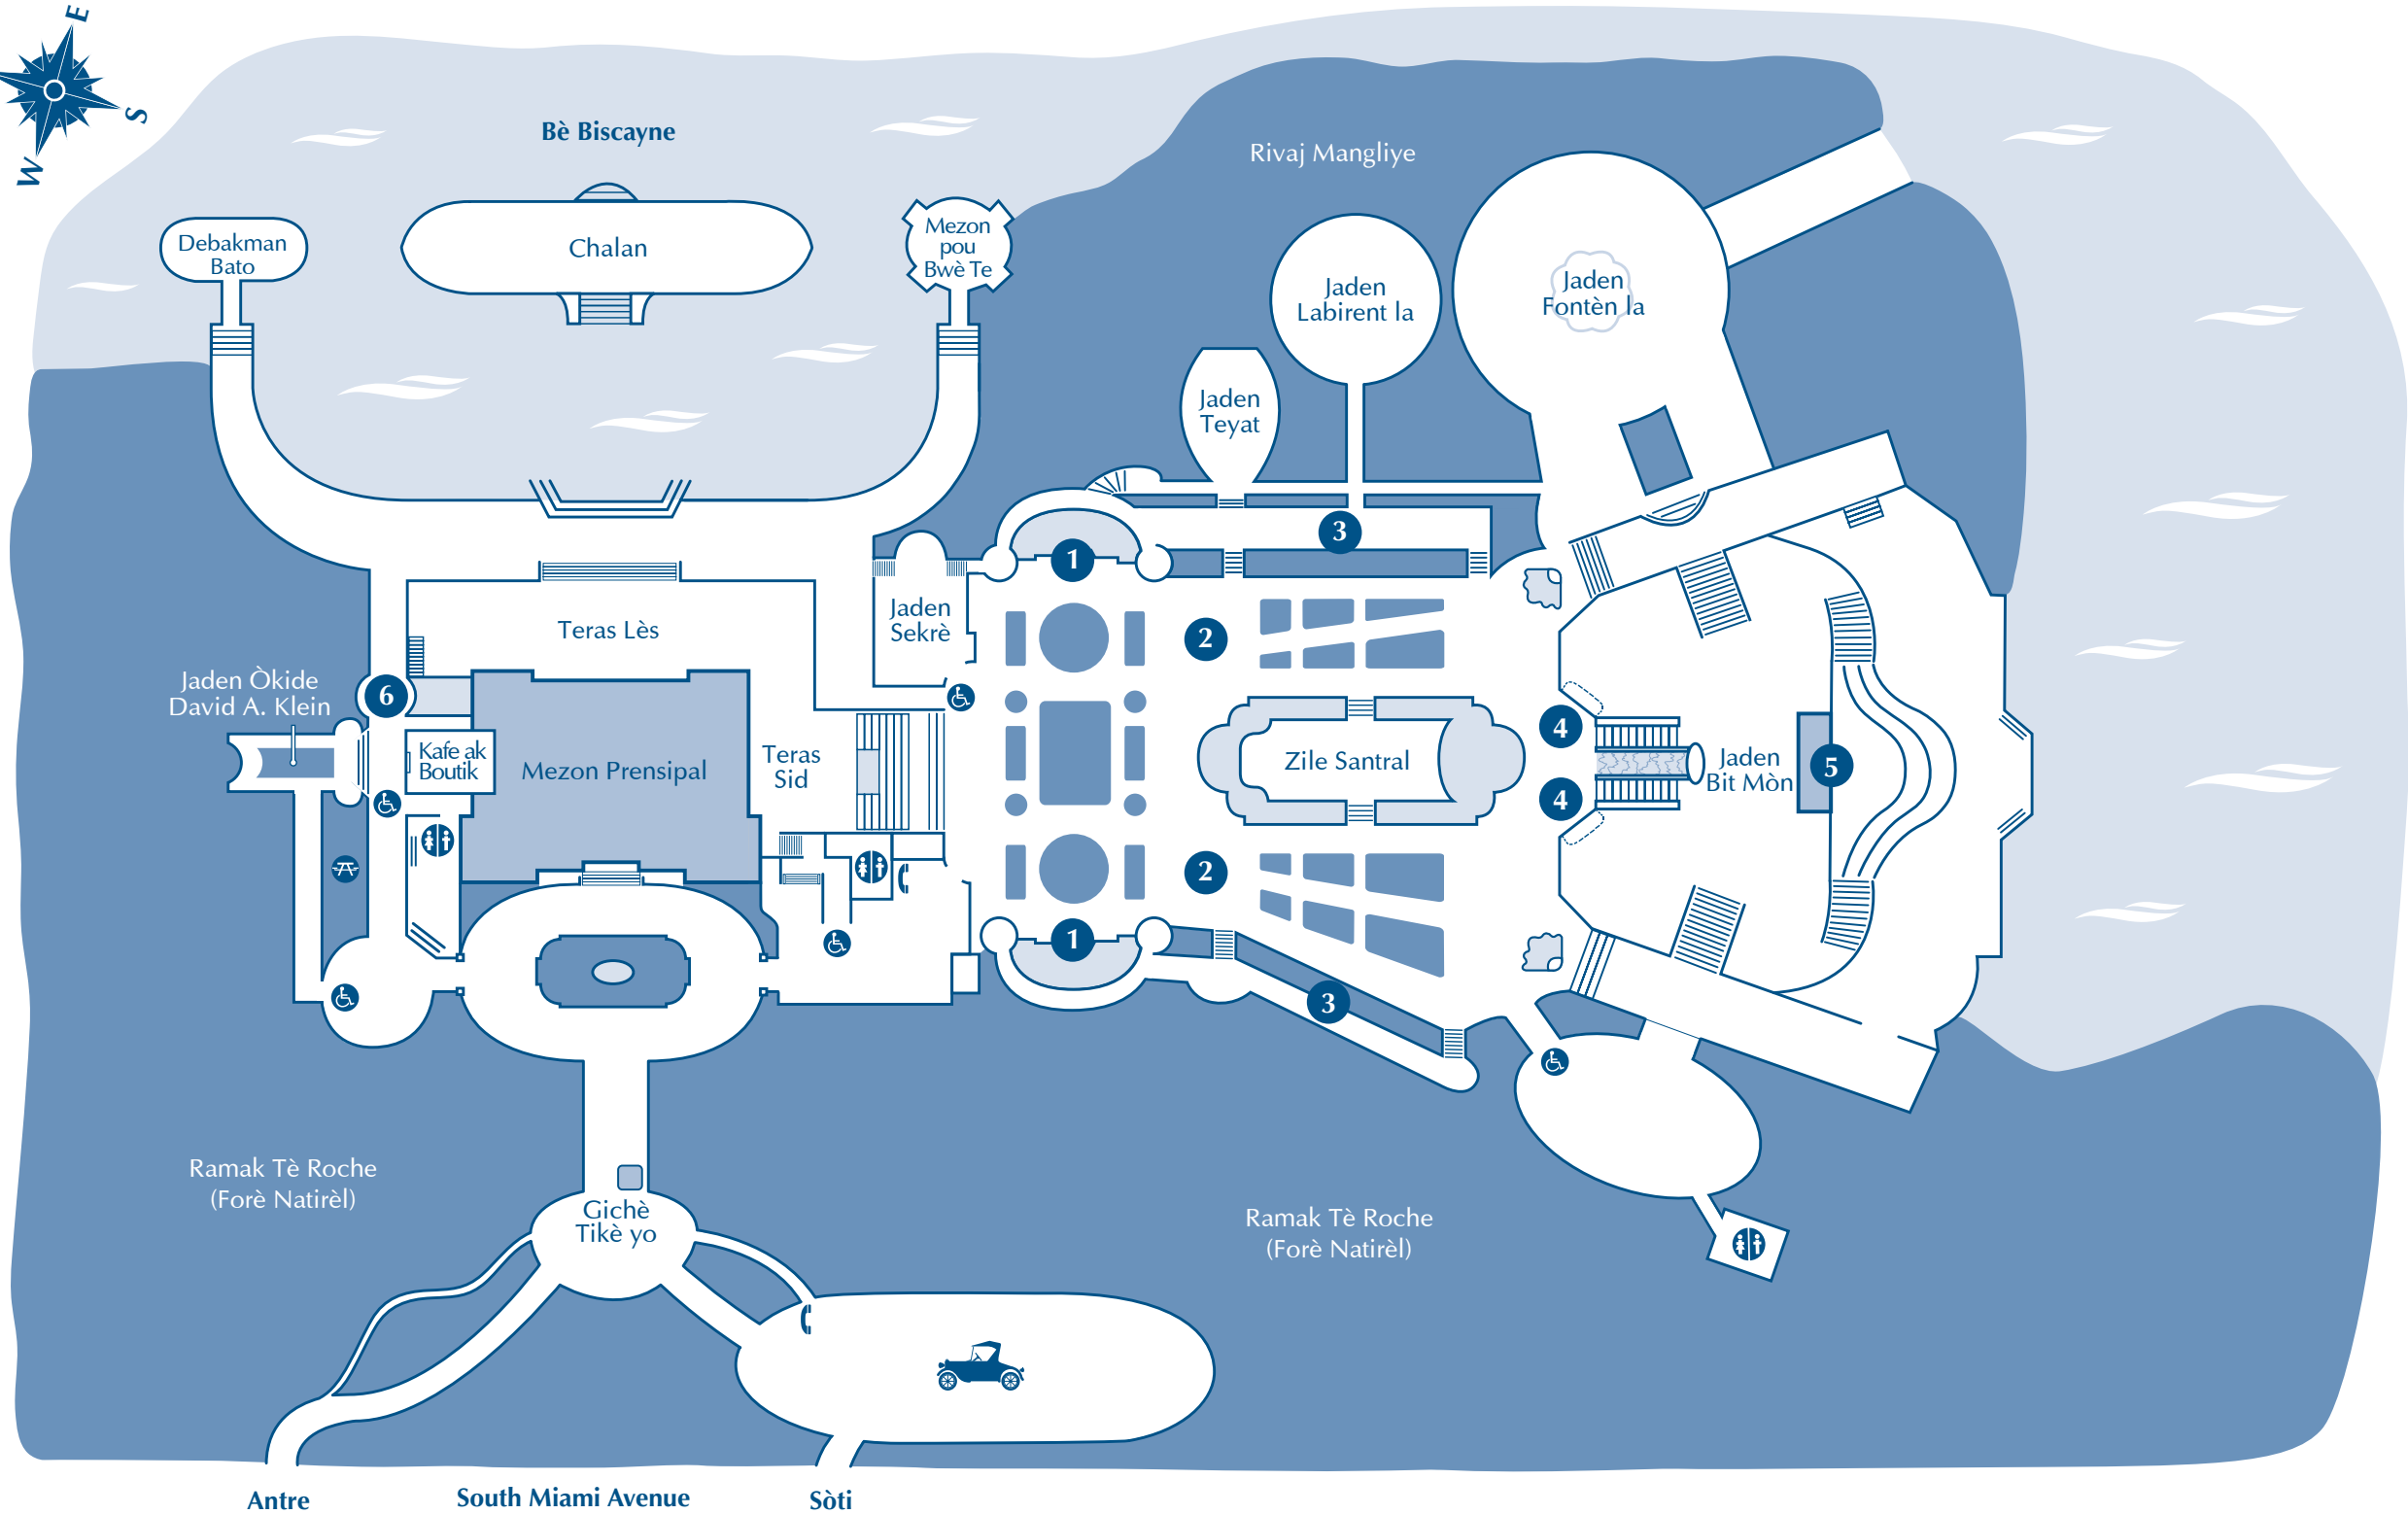 E
S
W
Bè Biscayne
Rivaj Mangliye
Debakman
Bato
Chalan
Mezon
pou
Bwè Te
Jaden
Labirent la
Jaden
Fontèn la
Jaden
Teyat
3
1
Jaden
Sekrè
Teras Lès
2
Jaden Òkide
David A. Klein
6
Kafe ak
Boutik
Mezon Prensipal
Teras
Sid
Zile Santral
4
4
Jaden
Bit Mòn
5
2
1
3
Ramak Tè Roche
(Forè Natirèl)
Gichè
Tikè yo
Ramak Tè Roche
(Forè Natirèl)
Antre
South Miami Avenue
Sòti